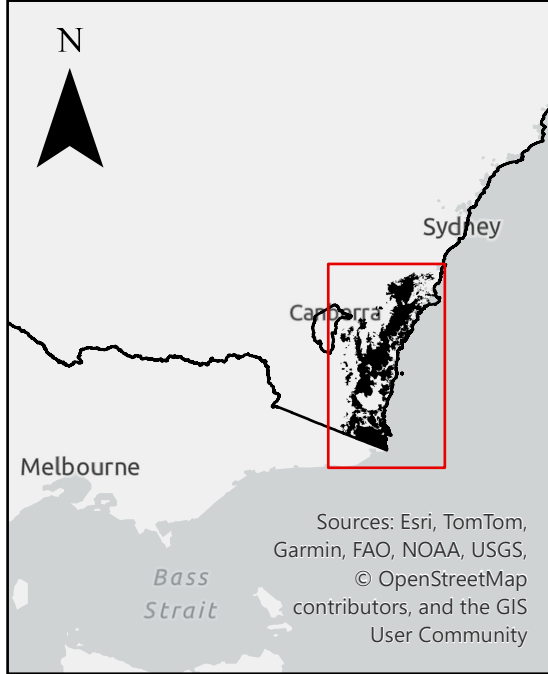 N
Sydney
Canberra
Melbourne
Bass
Strait
Sources: Esri, TomTom,
Garmin, FAO, NOAA, USGS,
© OpenStreetMap
contributors, and the GIS
User Community